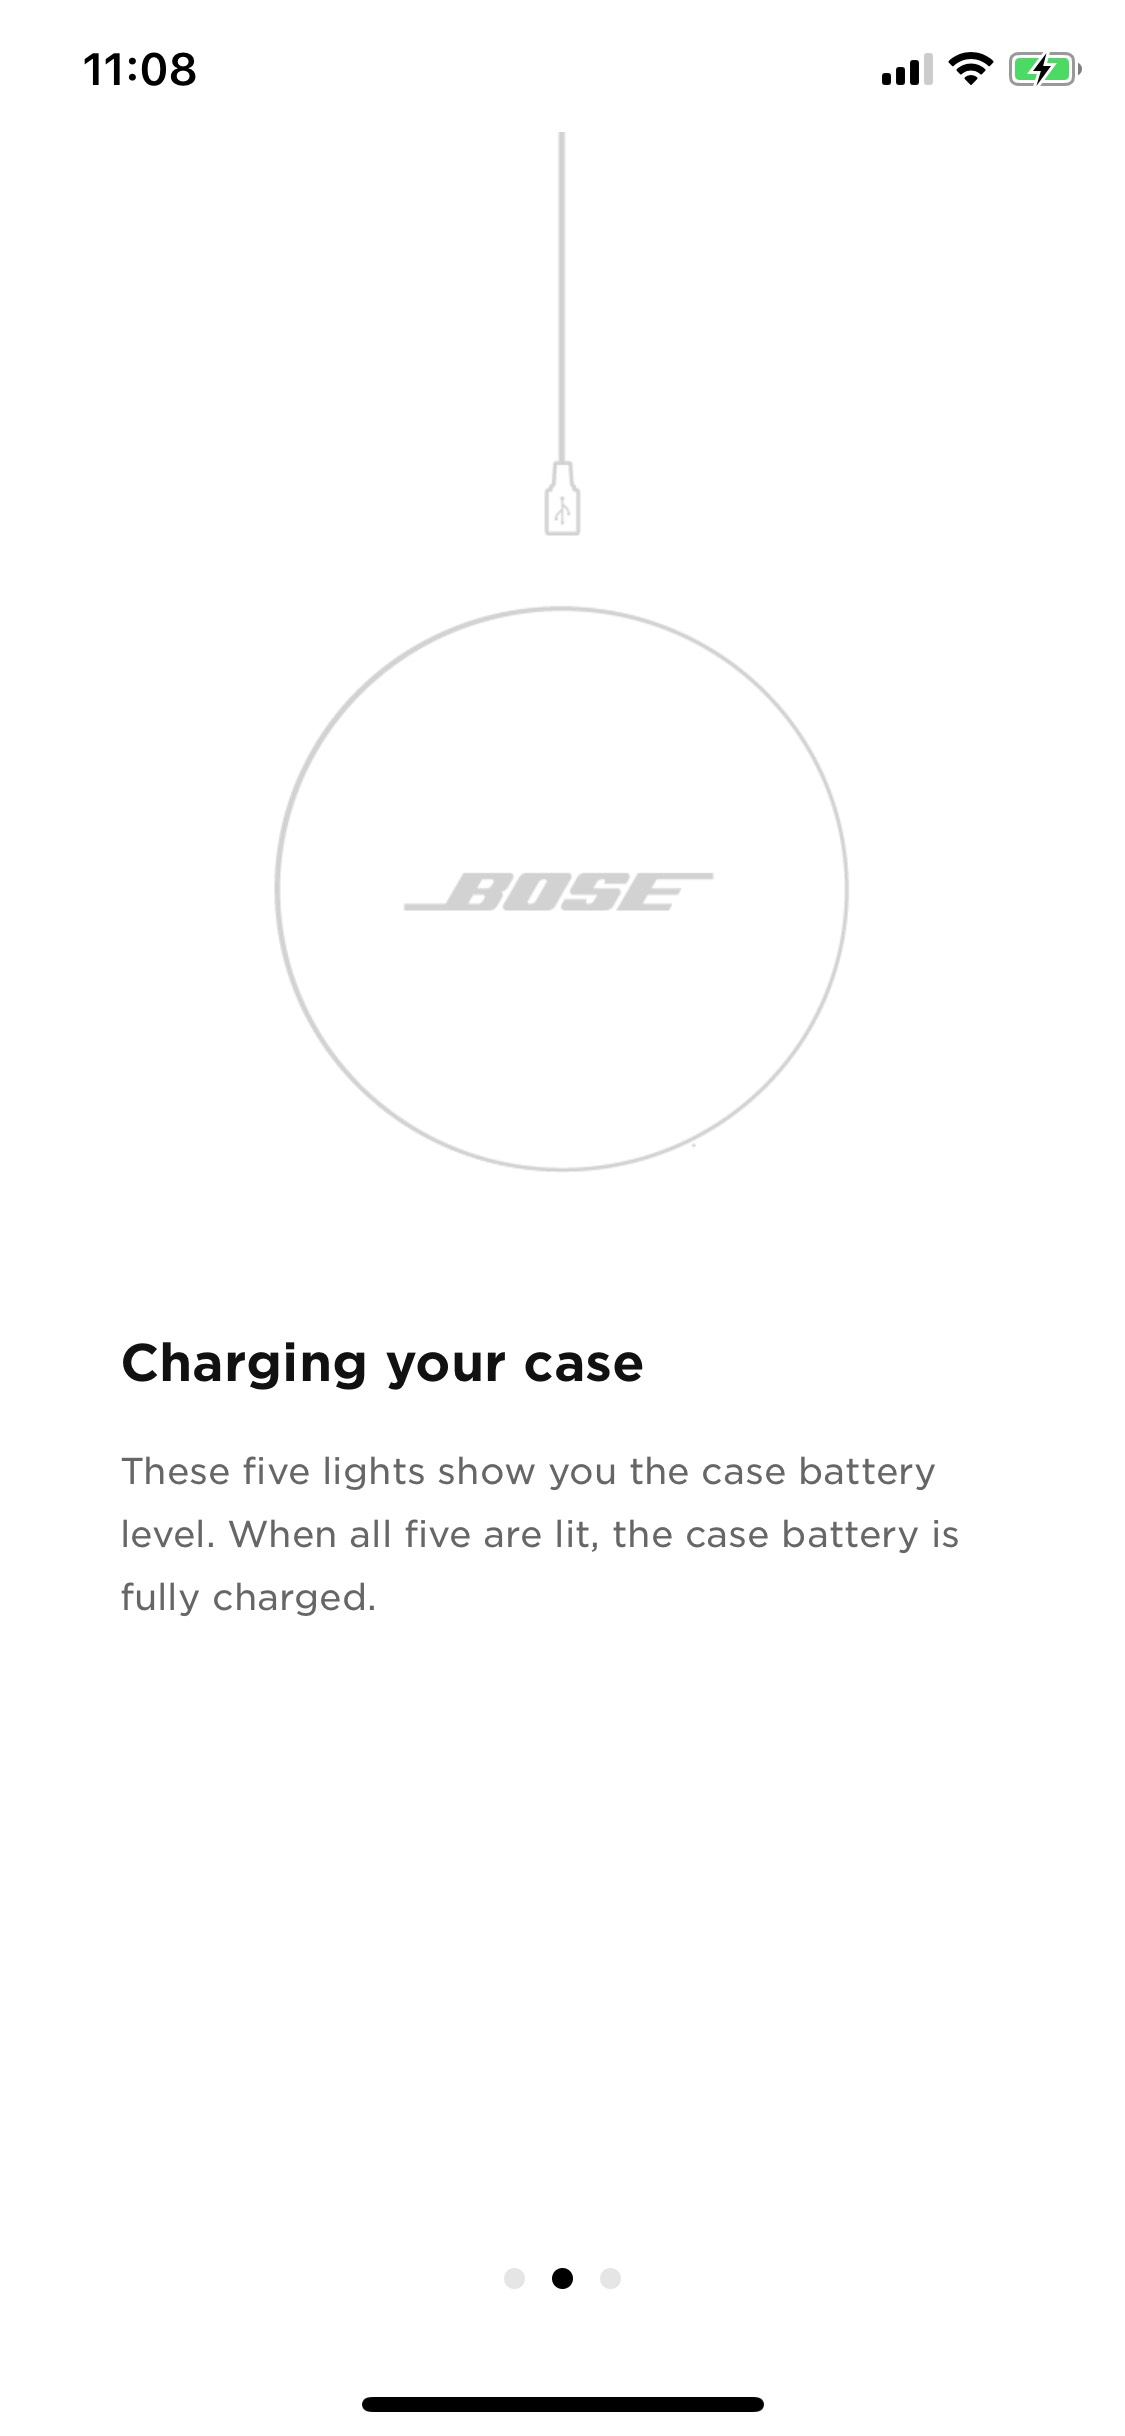 11:08
BOSE
Charging your case
These five lights show you the case battery
level. When all five are lit, the case battery is
fully charged.